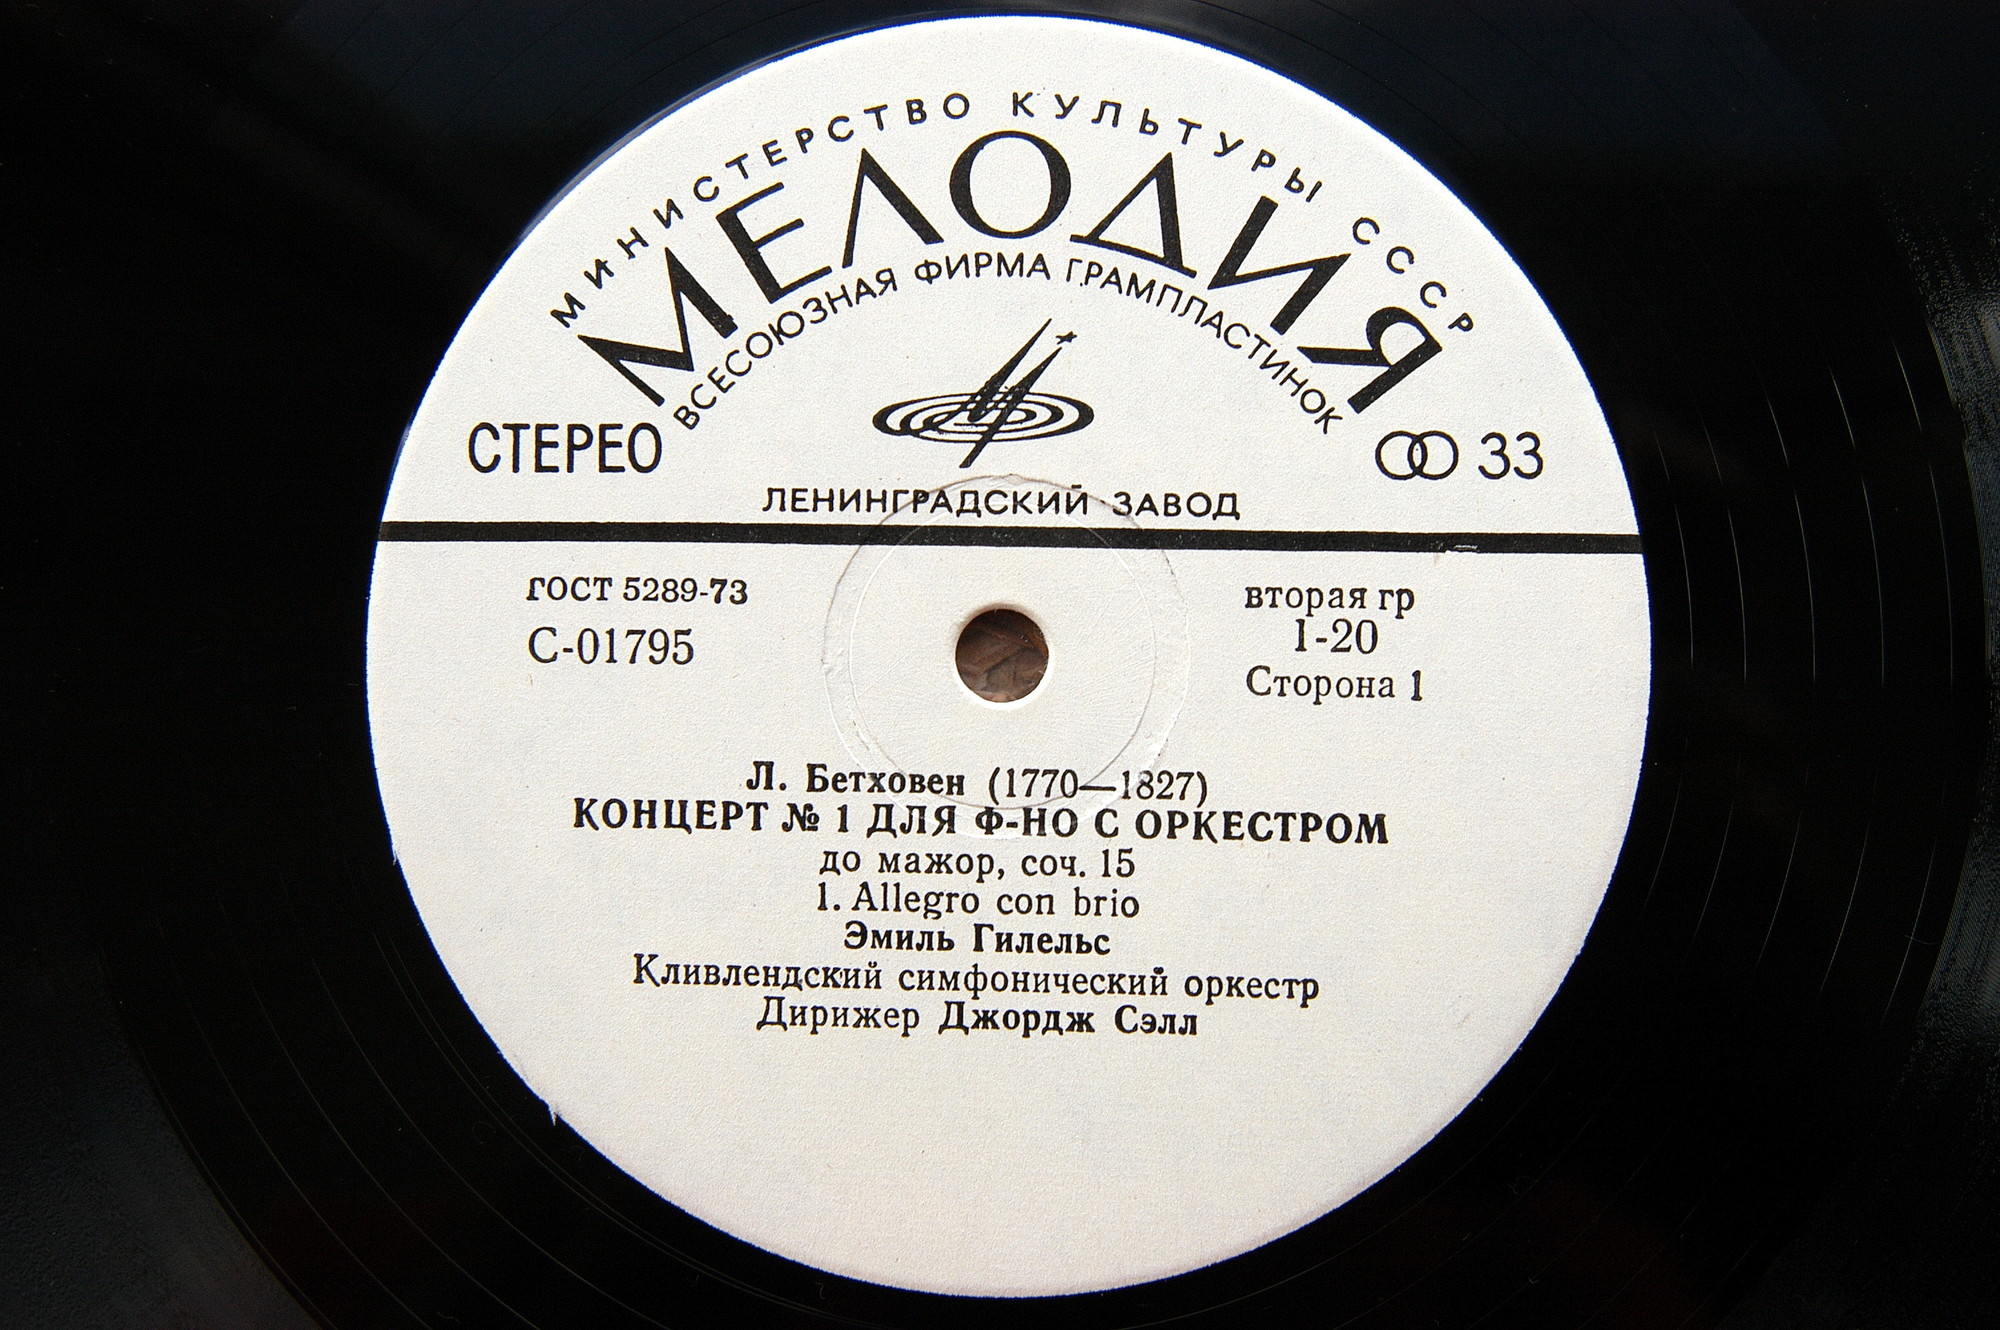 МИНИСТЕРСТВО КУЛЬТУРЫ СССР
МЕЛОДИЯ
ВСЕСОЮЗНАЯ ФИРМА ГРАМПЛАСТИНОК
СТЕРЕО
33
ЛЕНИНГРАДСКИЙ ЗАВОД
ГОСТ 5289-73
С-01795
вторая гр
1-20
Сторона 1
Л. Бетховен (1770—1827)
КОНЦЕРТ № 1 ДЛЯ Ф-НО С ОРКЕСТРОМ
до мажор, соч. 15
1. Allegro con brio
Эмиль Гилельс
Кливлендский симфонический оркестр
Дирижер Джордж Сэлл